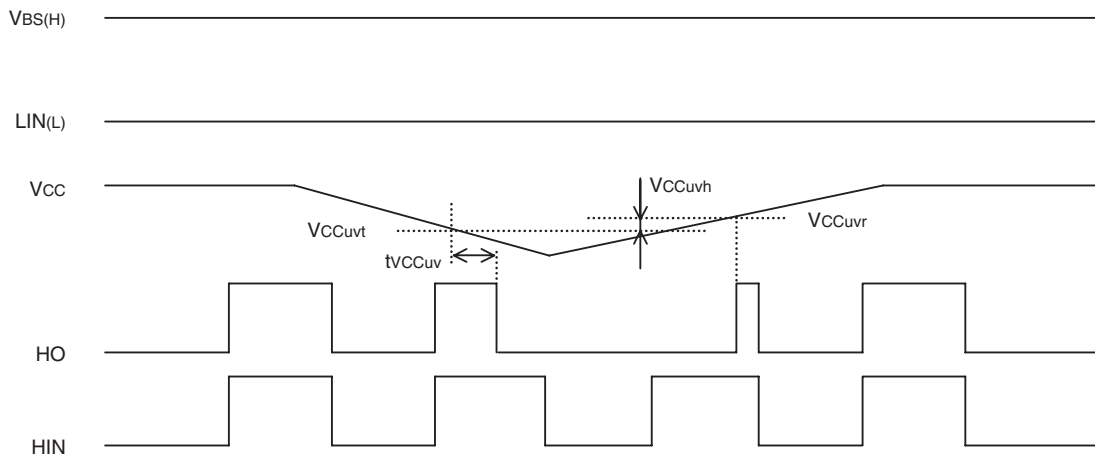 VBS(H)
LIN(L)
VCC
VCCuvh
VCCuvt
VCCuvr
tVCCuv
HO
HIN